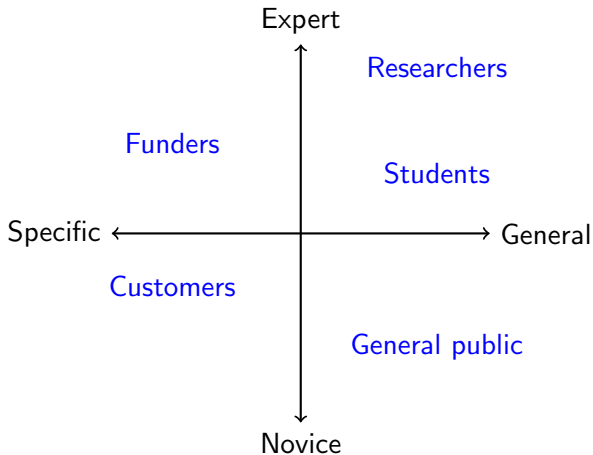 Expert
Researchers
Funders
Students
Specific
General
Customers
General public
Novice